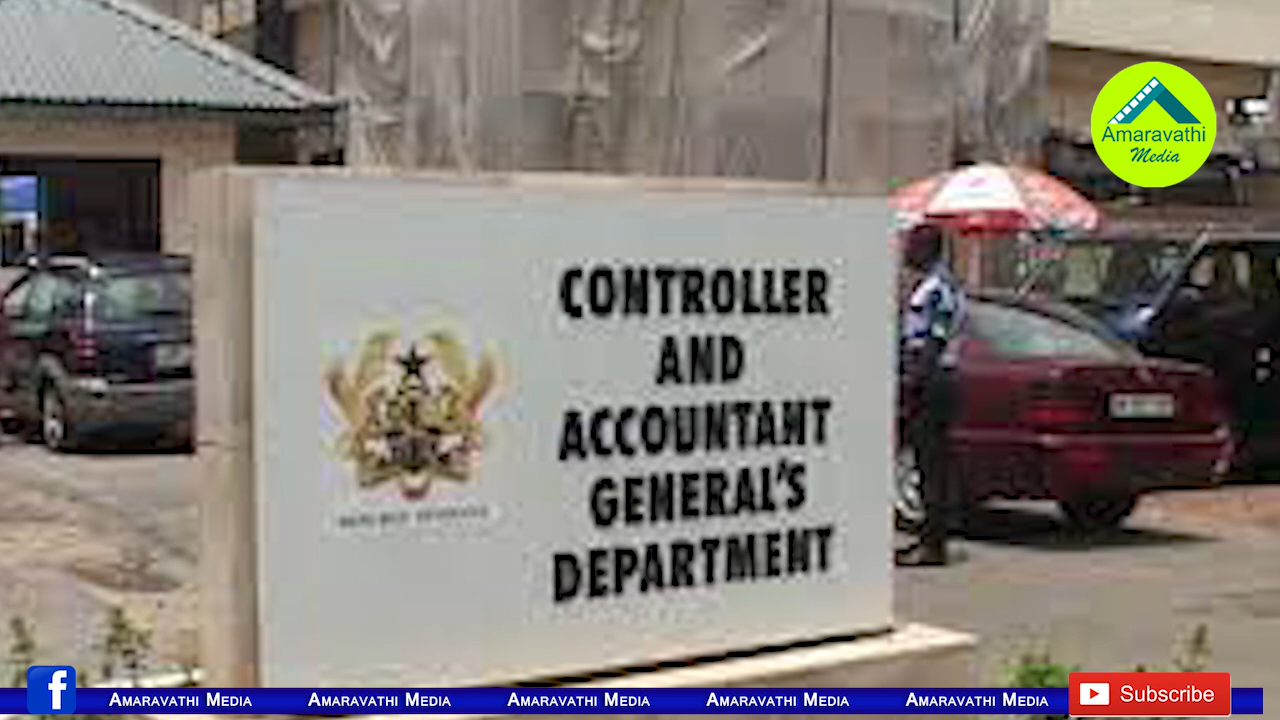 Amaravathi
Media
CONTROLLER
AND
ACCOUNTANT
GENERAL'S
DEPARTMENT
f
Amaravathi Media Amaravathi Media Amaravathi Media Amaravathi Media Amaravathi Media
Subscribe